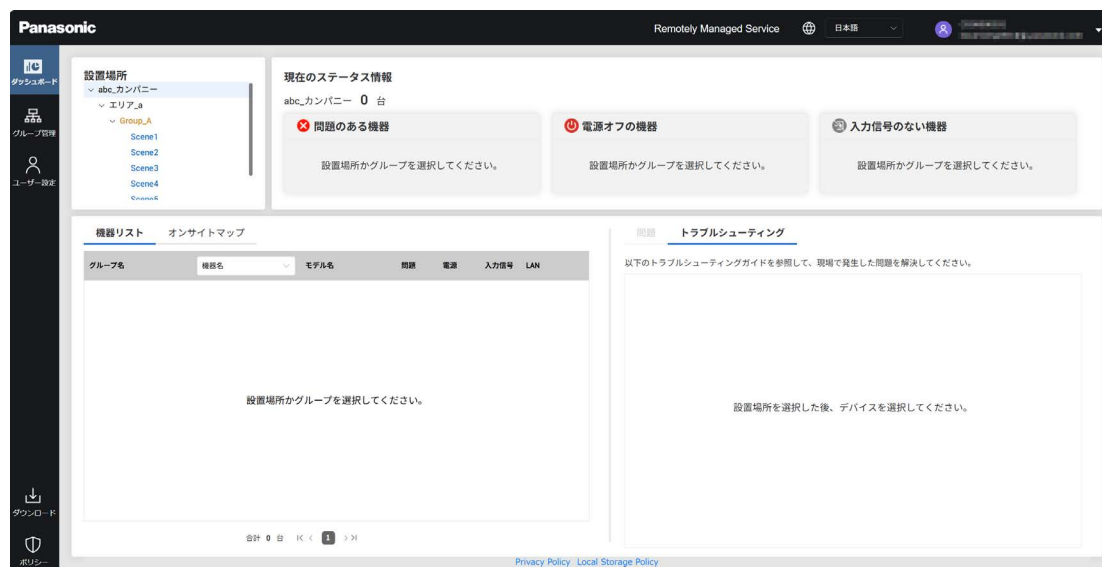 Panasonic
Remotely Managed Service
日本語
ダッシュボード
グループ管理
ユーザー設定
ダウンロード
ポリシー
設置場所
abc_カンパニー
エリア_a
Group_A
Scene1
Scene2
Scene3
Scene4
Scene5
現在のステータス情報
abc_カンパニー 0 台
問題のある機器
設置場所かグループを選択してください。
電源オフの機器
設置場所かグループを選択してください。
入力信号のない機器
設置場所かグループを選択してください。
機器リスト オンサイトマップ
グループ名 機器名 モデル名 問題 電源 入力信号 LAN
設置場所かグループを選択してください。
合計 0 台 1
問題 トラブルシューティング
以下のトラブルシューティングガイドを参照して、現場で発生した問題を解決してください。
設置場所を選択した後、デバイスを選択してください。
Privacy Policy Local Storage Policy